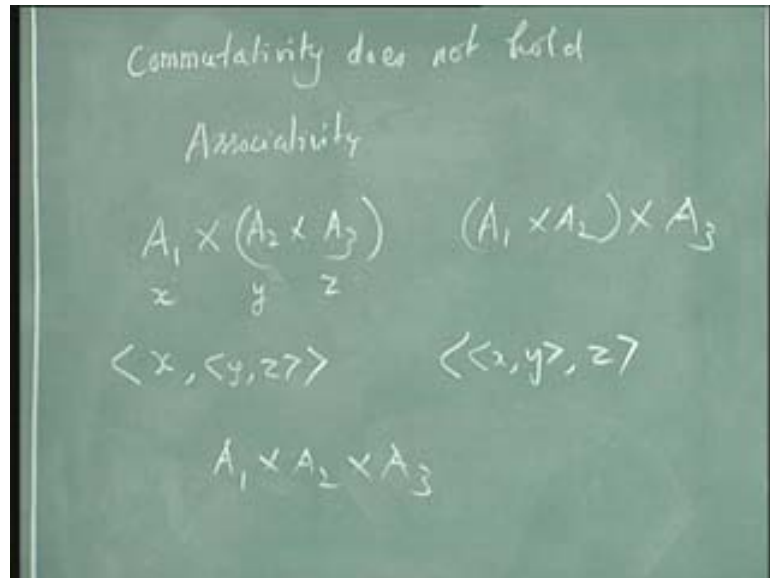 Commutativity does not hold
Associativity
A₁ × (A₂ × A₃) (A₁ × A₂) × A₃
x y z
<x, <y, z>> <<x, y>, z>
A₁ × A₂ × A₃